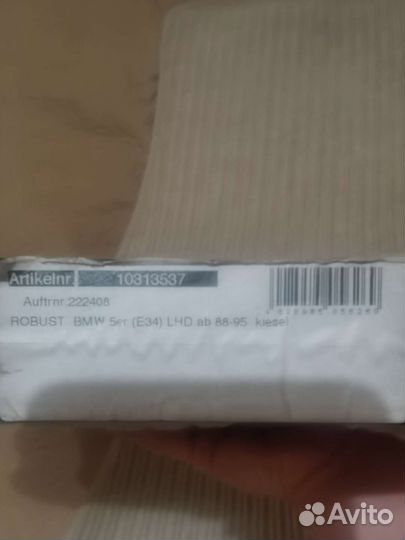 Artikelnr. 10313537
Auftrnr.222408
ROBUST BMW 5er (E34) LHD ab 88-95 kiesel
Avito